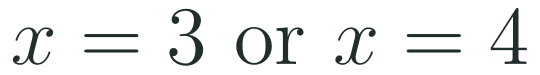 x = 3 or x = 4